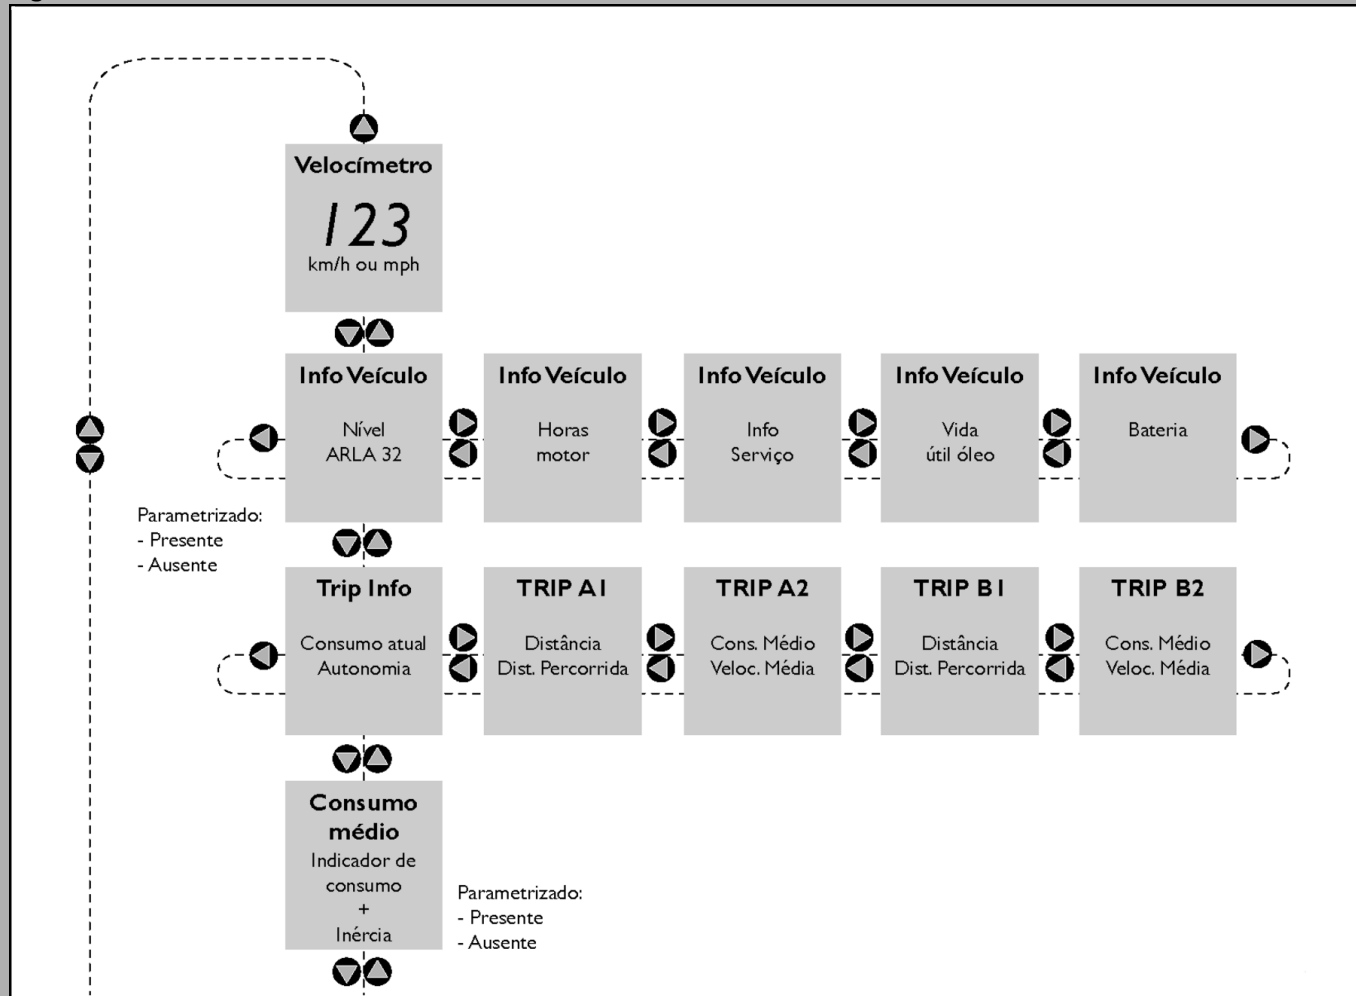 Velocímetro
123
km/h ou mph
Info Veículo
Nível
ARLA 32
Info Veículo
Horas
motor
Info Veículo
Info
Serviço
Info Veículo
Vida
útil óleo
Info Veículo
Bateria
Parametrizado:
- Presente
- Ausente
Trip Info
Consumo atual
Autonomia
TRIP A1
Distância
Dist. Percorrida
TRIP A2
Cons. Médio
Veloc. Média
TRIP B1
Distância
Dist. Percorrida
TRIP B2
Cons. Médio
Veloc. Média
Consumo
médio
Indicador de
consumo
+
Inércia
Parametrizado:
- Presente
- Ausente